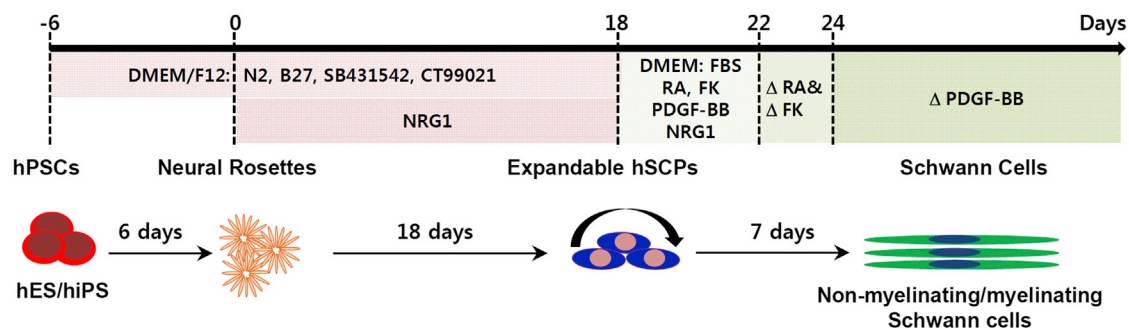 -6 0 18 22 24 Days
DMEM/F12: N2, B27, SB431542, CT99021
NRG1
DMEM: FBS
RA, FK
PDGF-BB
NRG1
Δ RA&
Δ FK
Δ PDGF-BB
hPSCs Neural Rosettes Expandable hSCPs Schwann Cells
6 days 18 days 7 days
hES/hiPS
Non-myelinating/myelinating
Schwann cells